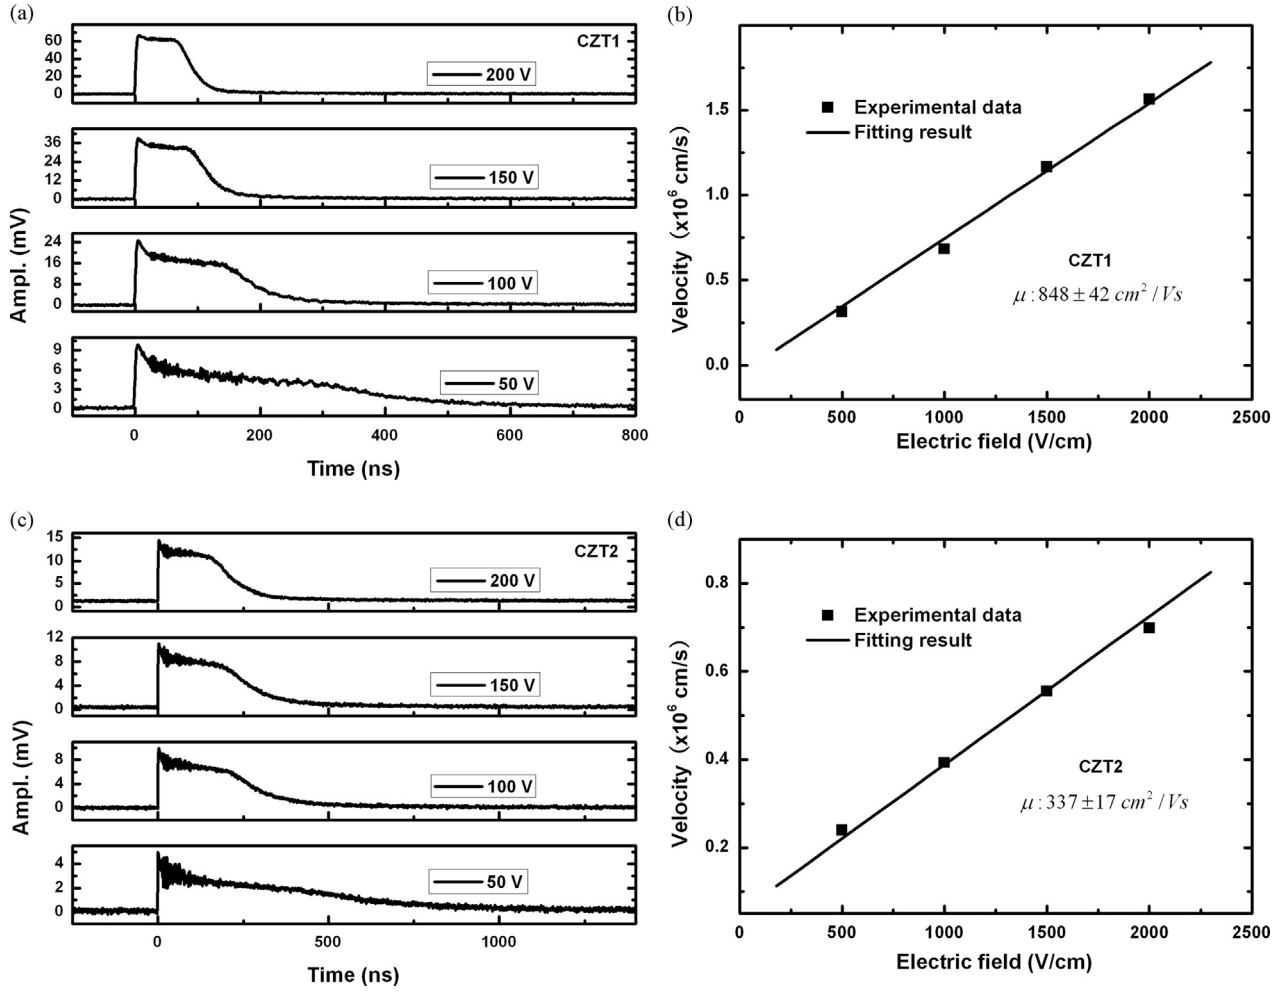 (a)
CZT1
60
40
20
0
200 V
36
24
12
0
150 V
24
16
8
0
100 V
9
6
3
0
50 V
Ampl. (mV)
0 200 400 600 800
Time (ns)
(b)
1.5
1.0
0.5
0.0
Velocity (x10⁶ cm/s)
Experimental data
Fitting result
CZT1
μ : 848 ± 42 cm² / Vs
0 500 1000 1500 2000 2500
Electric field (V/cm)
(c)
CZT2
15
10
5
0
200 V
12
8
4
0
150 V
8
4
0
100 V
4
2
0
50 V
Ampl. (mV)
0 500 1000
Time (ns)
(d)
0.8
0.6
0.4
0.2
Velocity (x10⁶ cm/s)
Experimental data
Fitting result
CZT2
μ : 337 ± 17 cm² / Vs
0 500 1000 1500 2000 2500
Electric field (V/cm)